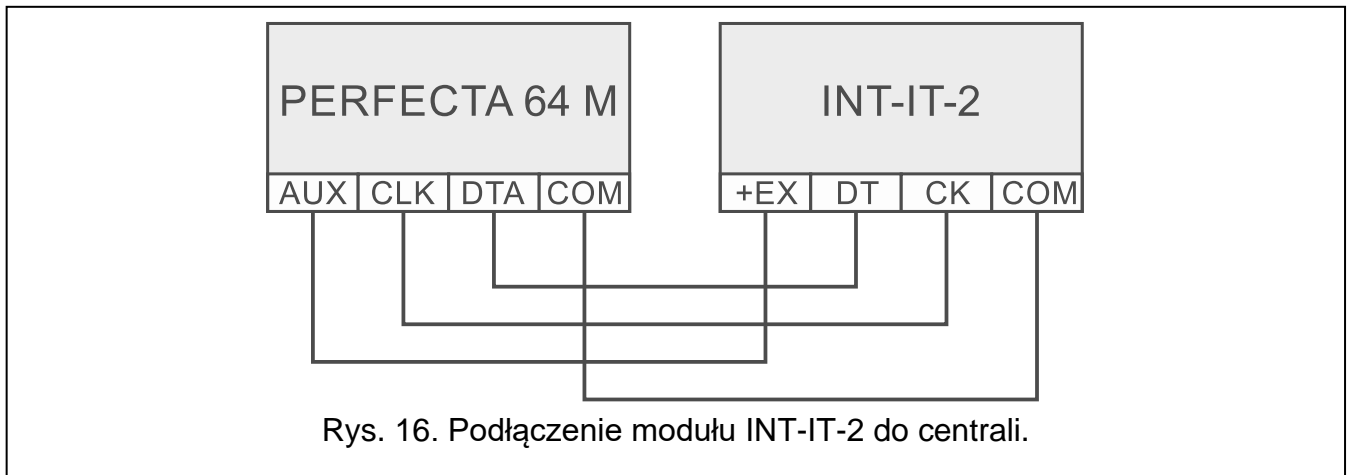 PERFECTA 64 M INT-IT-2
AUX CLK DTA COM +EX DT CK COM
Rys. 16. Podłączenie modułu INT-IT-2 do centrali.